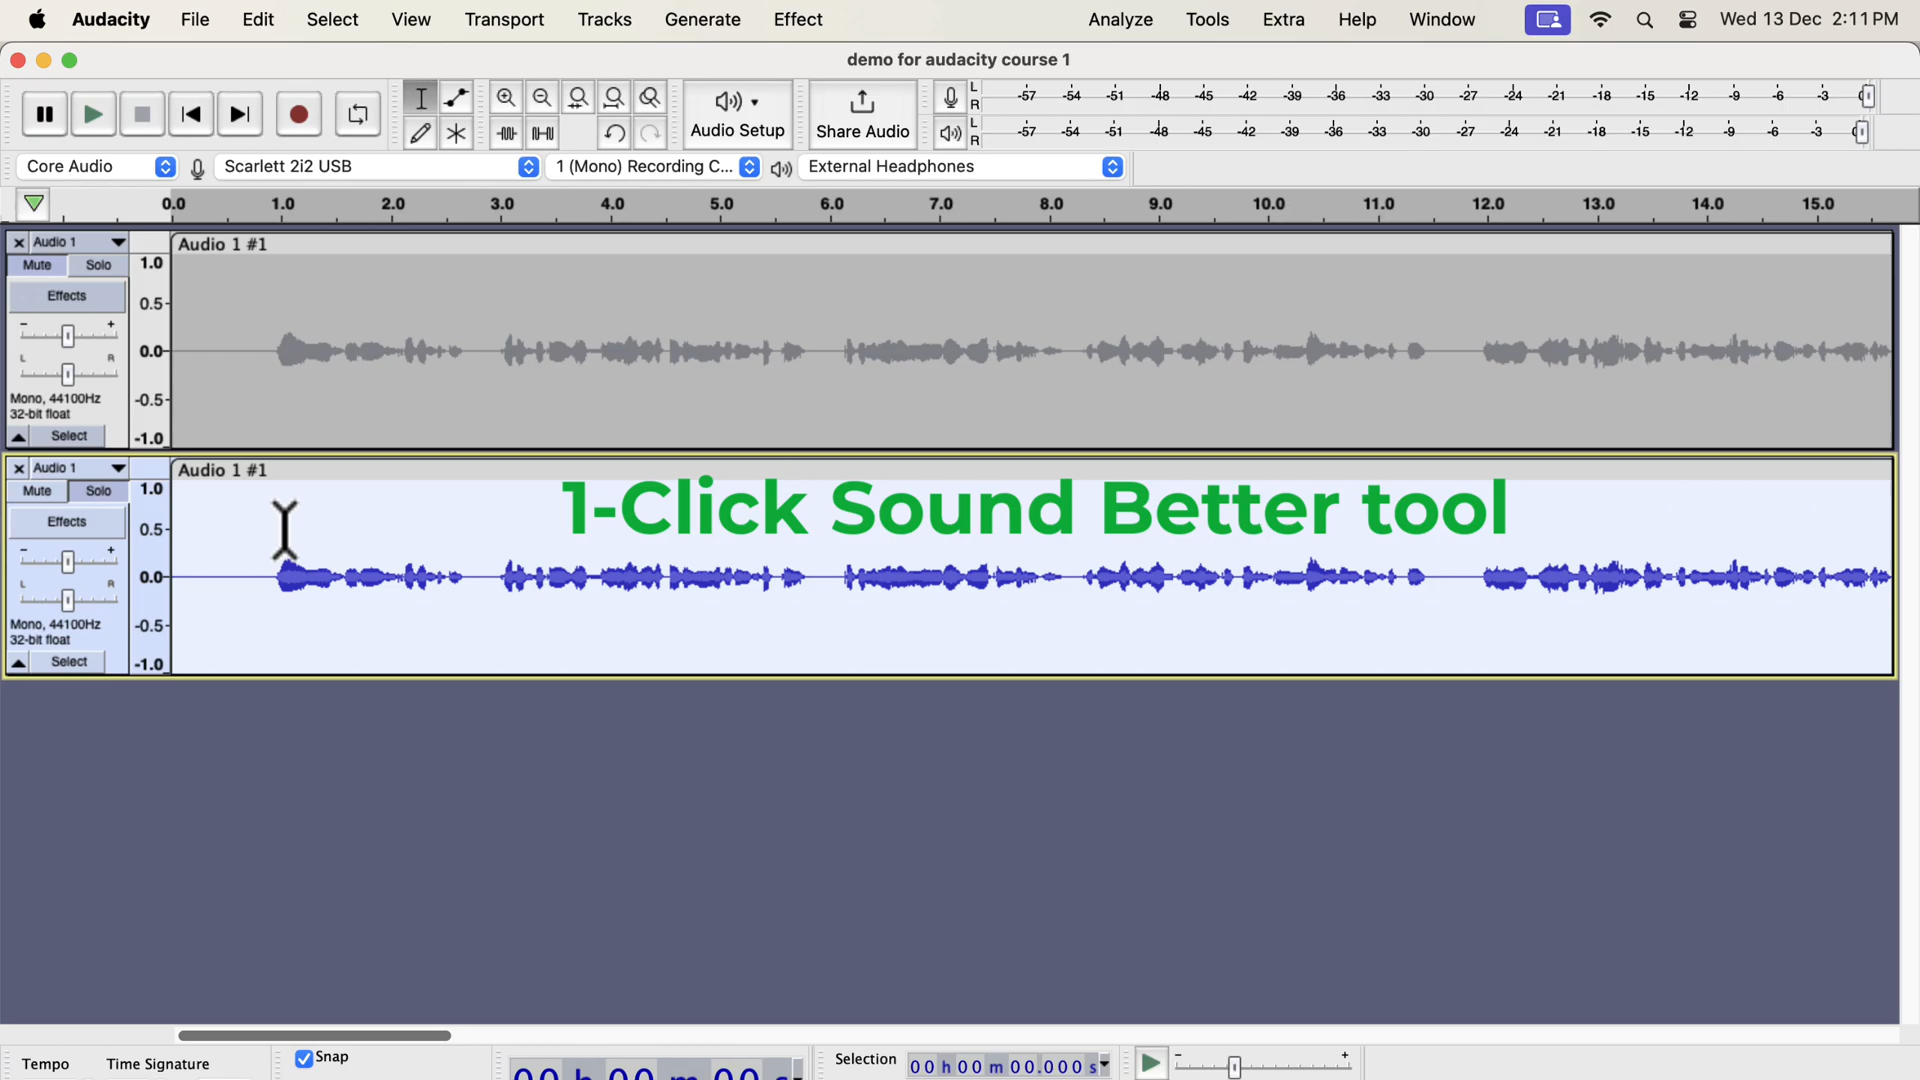 Audacity File Edit Select View Transport Tracks Generate Effect Analyze Tools Extra Help Window Wed 13 Dec 2:11 PM
demo for audacity course 1
Audio Setup Share Audio
L -57 -54 -51 -48 -45 -42 -39 -36 -33 -30 -27 -24 -21 -18 -15 -12 -9 -6 -3 0
R
L -57 -54 -51 -48 -45 -42 -39 -36 -33 -30 -27 -24 -21 -18 -15 -12 -9 -6 -3 0
R
Core Audio Scarlett 2i2 USB 1 (Mono) Recording C... External Headphones
0.0 1.0 2.0 3.0 4.0 5.0 6.0 7.0 8.0 9.0 10.0 11.0 12.0 13.0 14.0 15.0
Audio 1 Audio 1 #1
Mute Solo 1.0
Effects
0.5
- +
L R 0.0
Mono, 44100Hz -0.5
32-bit float
Select -1.0
Audio 1 Audio 1 #1
Mute Solo 1.0
1-Click Sound Better tool
Effects 0.5
- +
L R 0.0
Mono, 44100Hz -0.5
32-bit float
Select -1.0
Tempo Time Signature Snap Selection 00 h 00 m 00.000 s - +
00 h 00 m 00 s